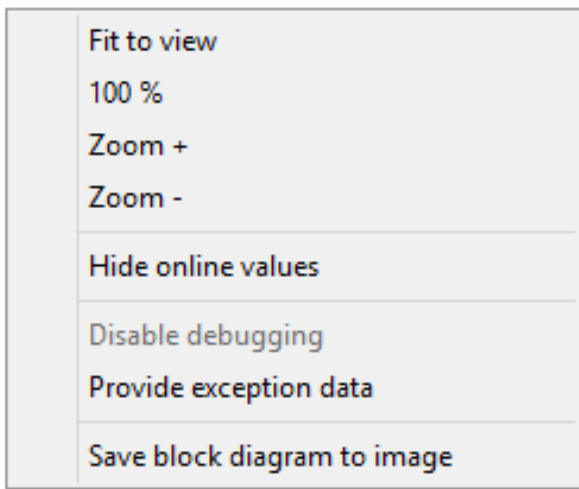 Fit to view
100 %
Zoom +
Zoom -
Hide online values
Disable debugging
Provide exception data
Save block diagram to image